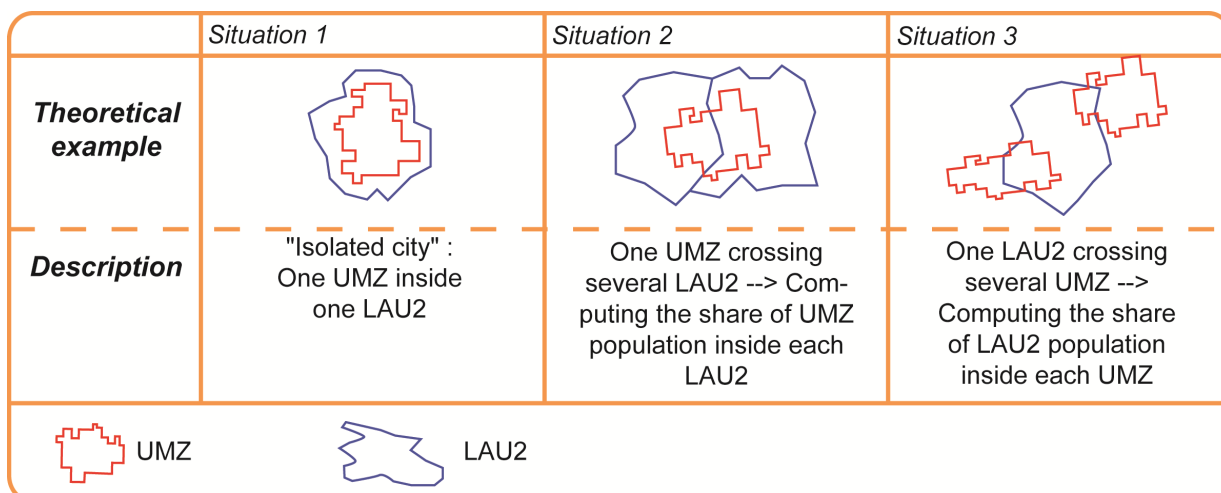 Situation 1
Situation 2
Situation 3
Theoretical
example
Description
"Isolated city" :
One UMZ inside
one LAU2
One UMZ crossing
several LAU2 --> Com-
puting the share of UMZ
population inside each
LAU2
One LAU2 crossing
several UMZ -->
Computing the share
of LAU2 population
inside each UMZ
UMZ
LAU2